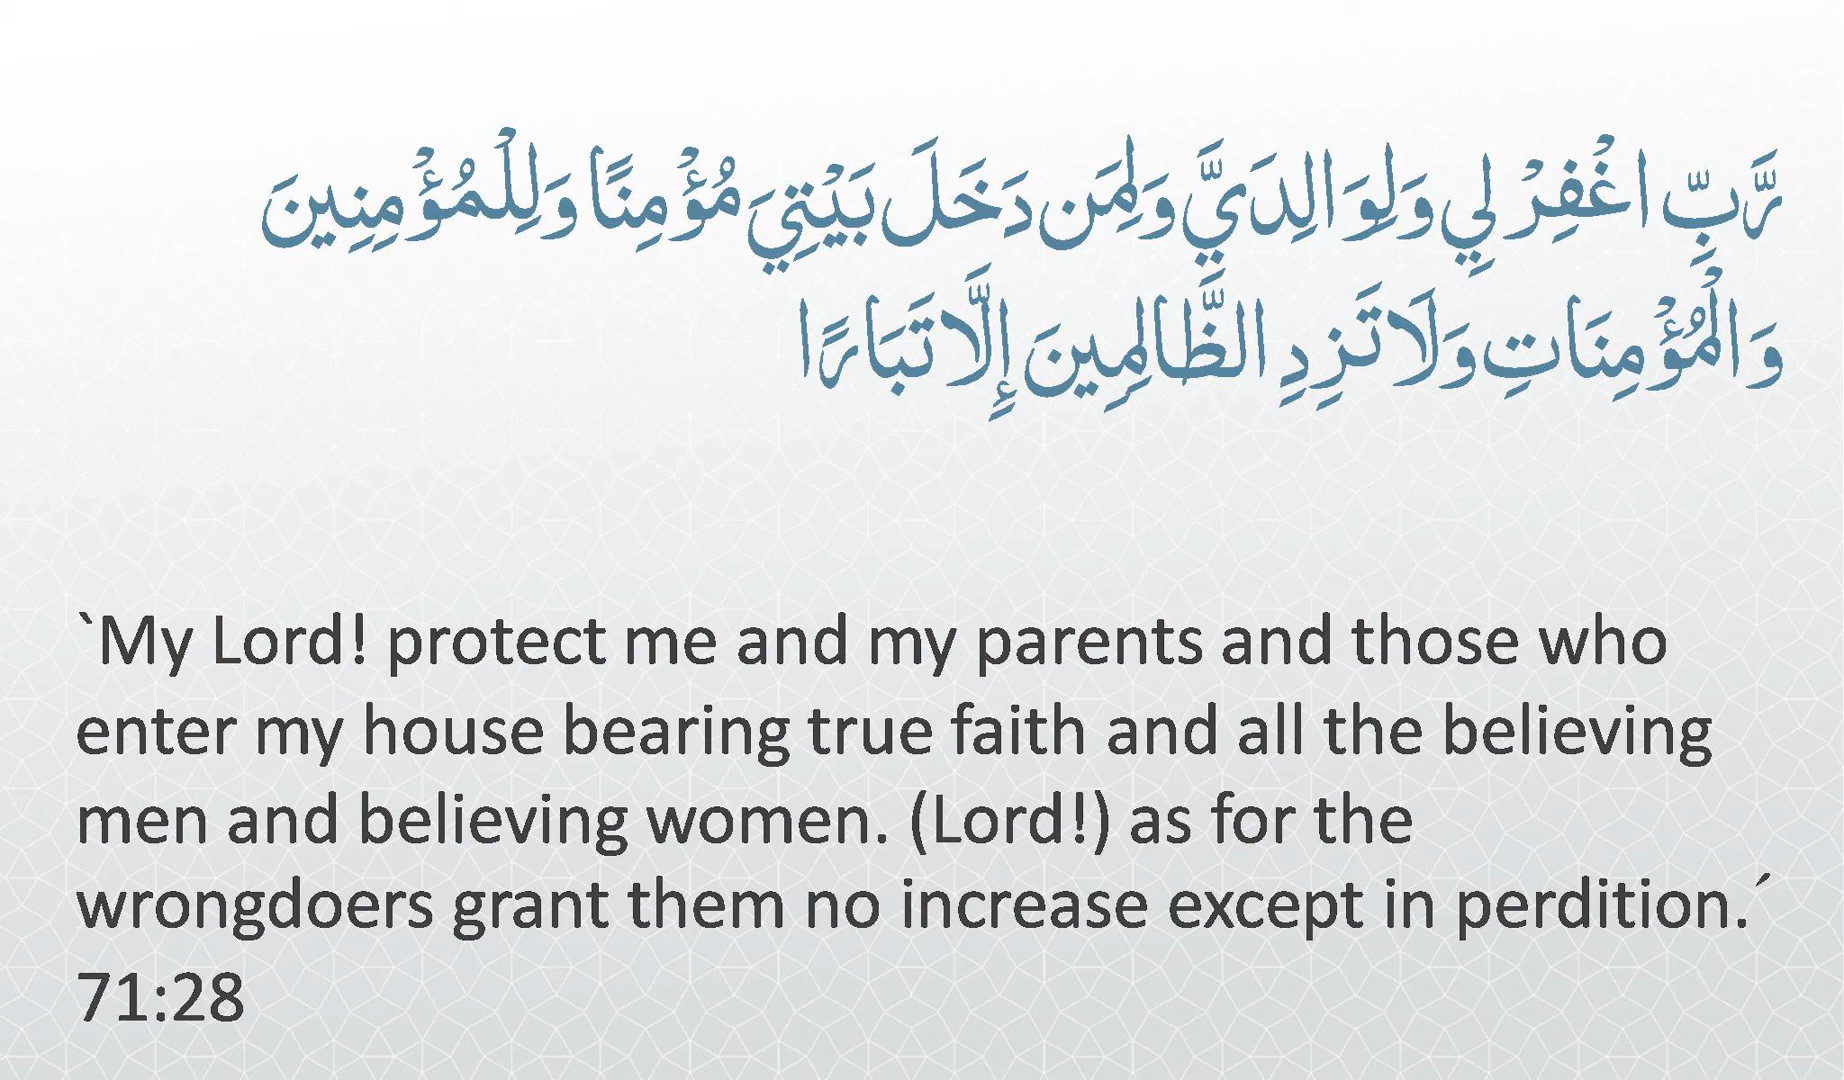 رَّبِّ اغْفِرْ لِي وَلِوَالِدَيَّ وَلِمَن دَخَلَ بَيْتِيَ مُؤْمِنًا وَلِلْمُؤْمِنِينَ
وَالْمُؤْمِنَاتِ وَلَا تَزِدِ الظَّالِمِينَ إِلَّا تَبَارًا
`My Lord! protect me and my parents and those who
enter my house bearing true faith and all the believing
men and believing women. (Lord!) as for the
wrongdoers grant them no increase except in perdition.´
71:28